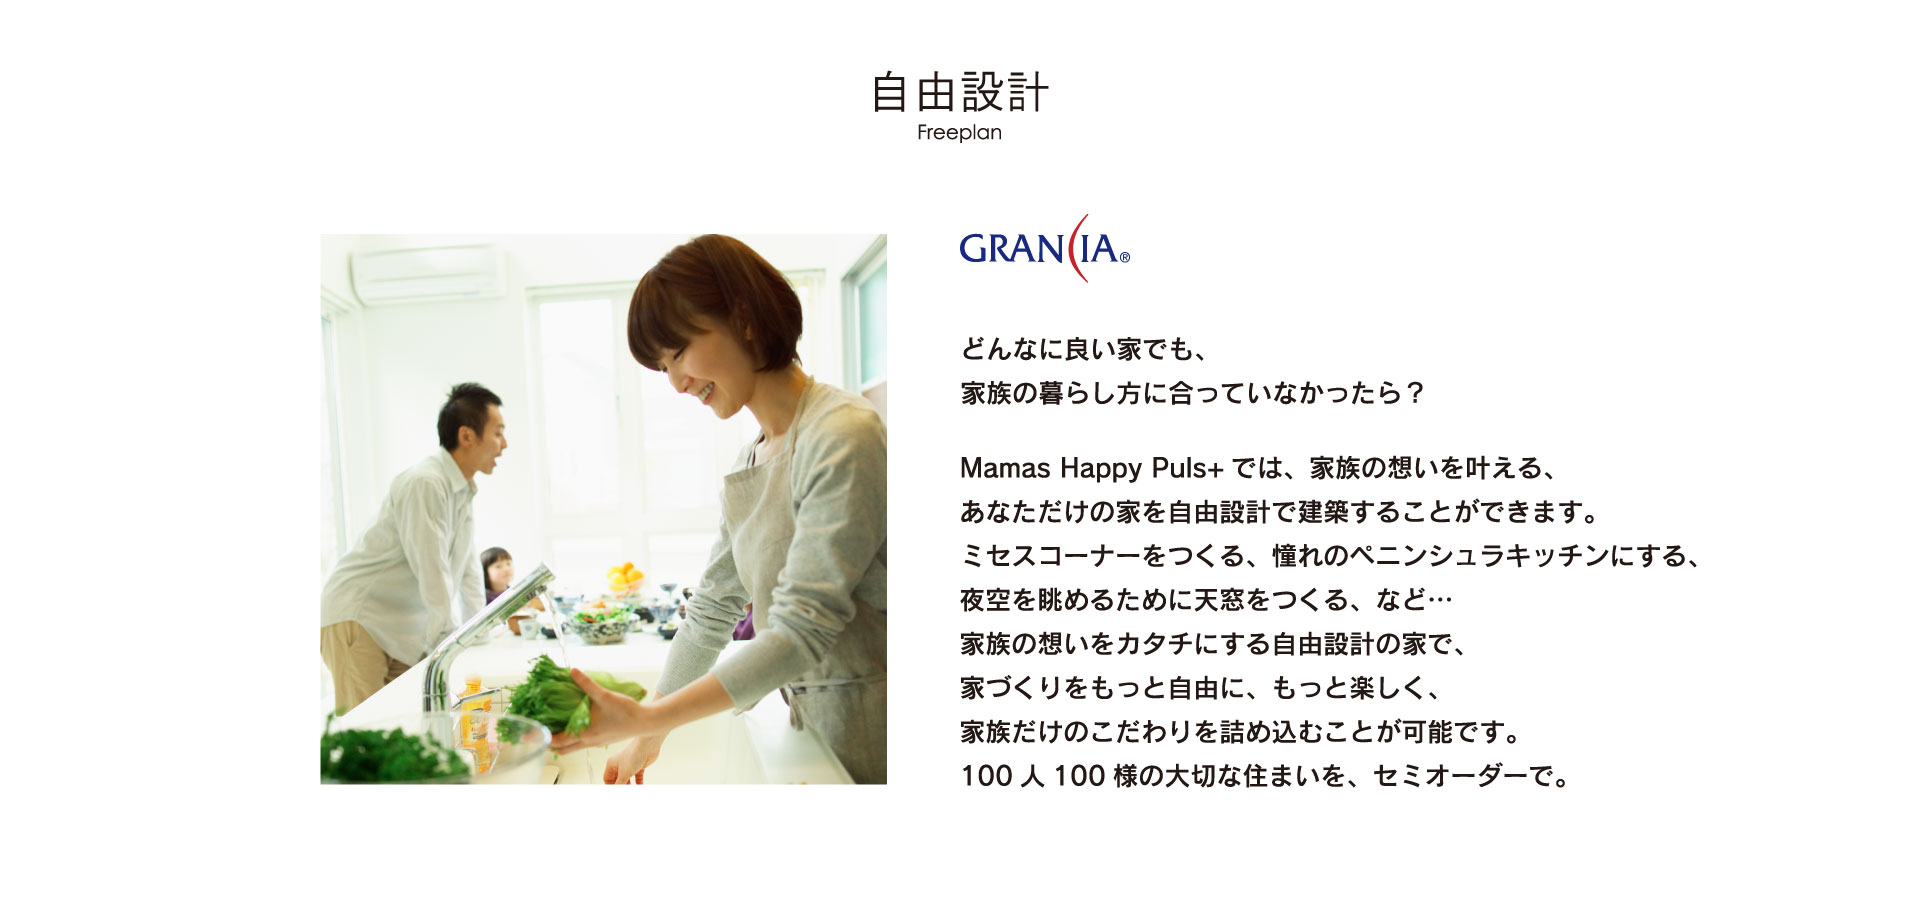 自由設計
Freeplan
GRANCIA®
どんなに良い家でも、
家族の暮らし方に合っていなかったら？
Mamas Happy Puls+では、家族の想いを叶える、
あなただけの家を自由設計で建築することができます。
ミセスコーナーをつくる、憧れのペニンシュラキッチンにする、
夜空を眺めるために天窓をつくる、など…
家族の想いをカタチにする自由設計の家で、
家づくりをもっと自由に、もっと楽しく、
家族だけのこだわりを詰め込むことが可能です。
100人100様の大切な住まいを、セミオーダーで。